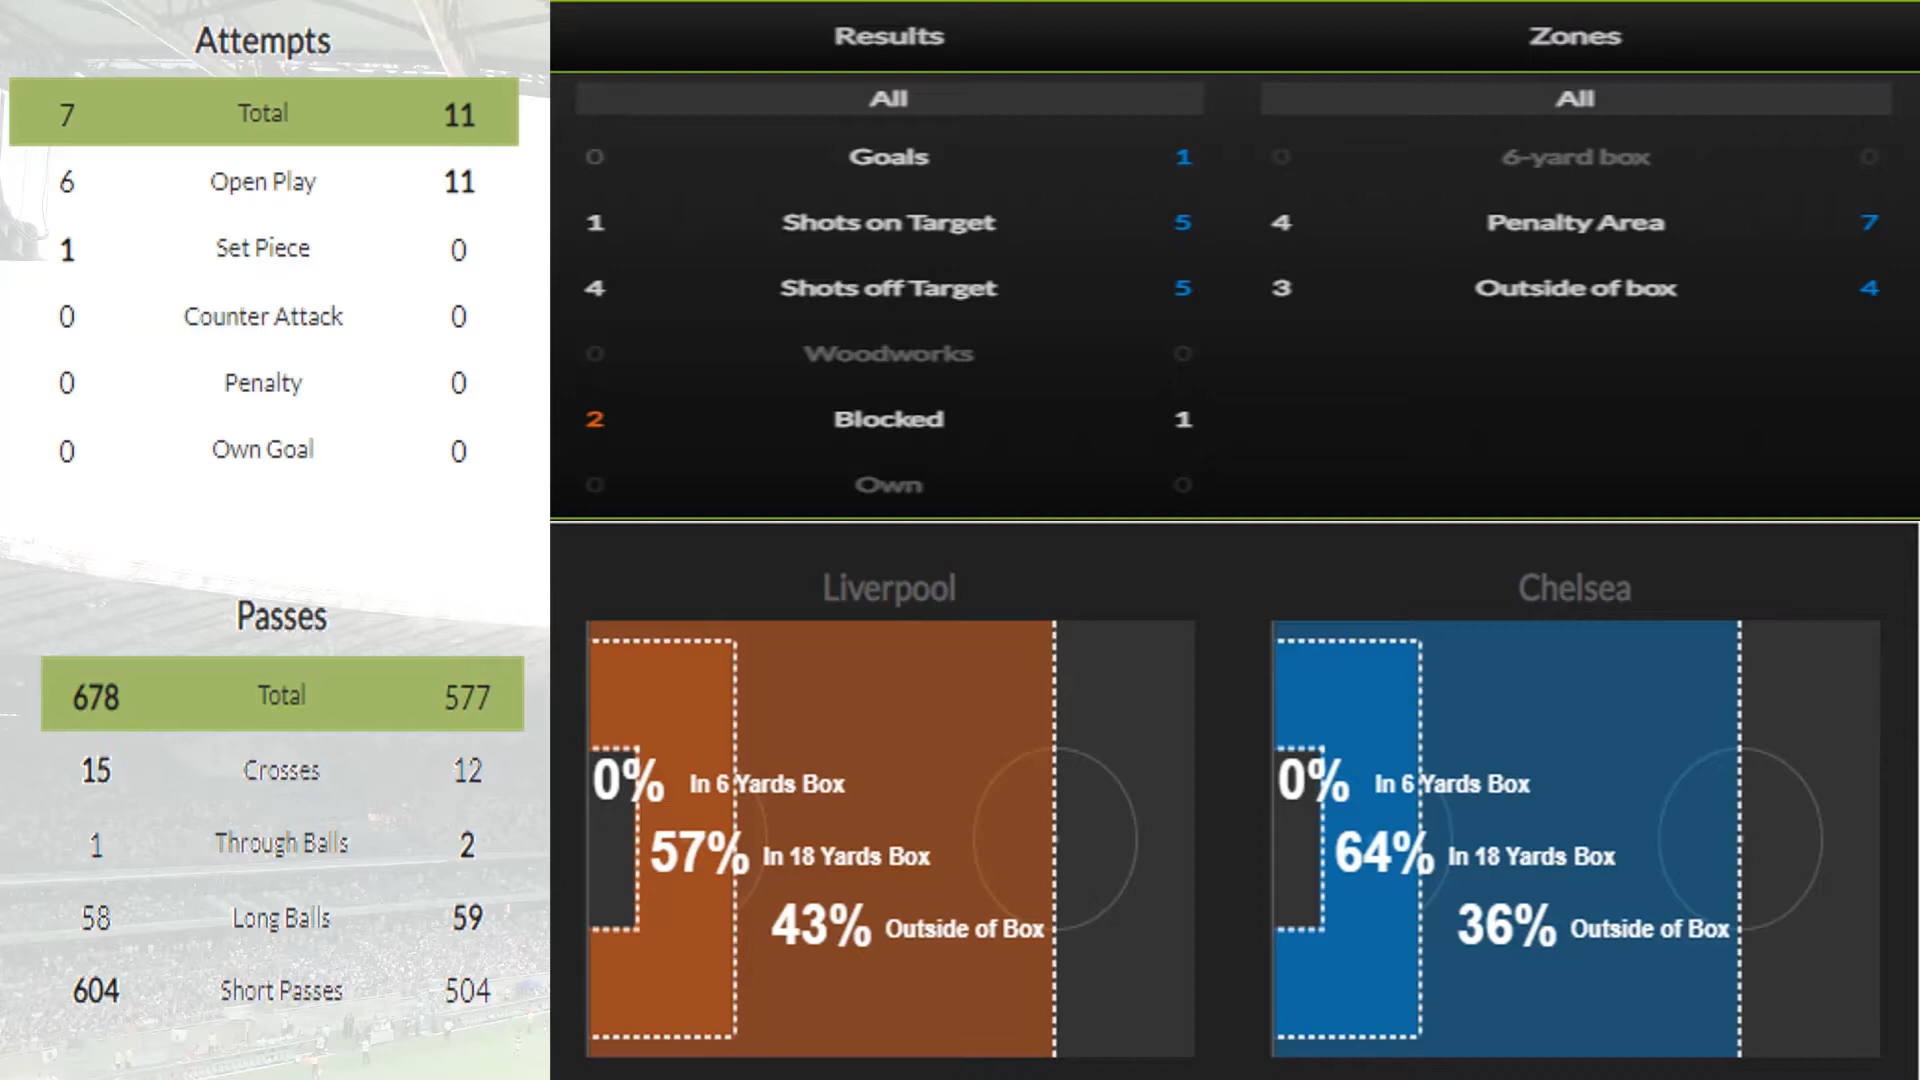 Attempts
7 Total 11
6 Open Play 11
1 Set Piece 0
0 Counter Attack 0
0 Penalty 0
0 Own Goal 0
Passes
678 Total 577
15 Crosses 12
1 Through Balls 2
58 Long Balls 59
604 Short Passes 504
Results
All
0 Goals 1
1 Shots on Target 5
4 Shots off Target 5
0 Woodworks 0
2 Blocked 1
0 Own 0
Zones
All
0 6-yard box 0
4 Penalty Area 7
3 Outside of box 4
Liverpool
0% In 6 Yards Box
57% In 18 Yards Box
43% Outside of Box
Chelsea
0% In 6 Yards Box
64% In 18 Yards Box
36% Outside of Box